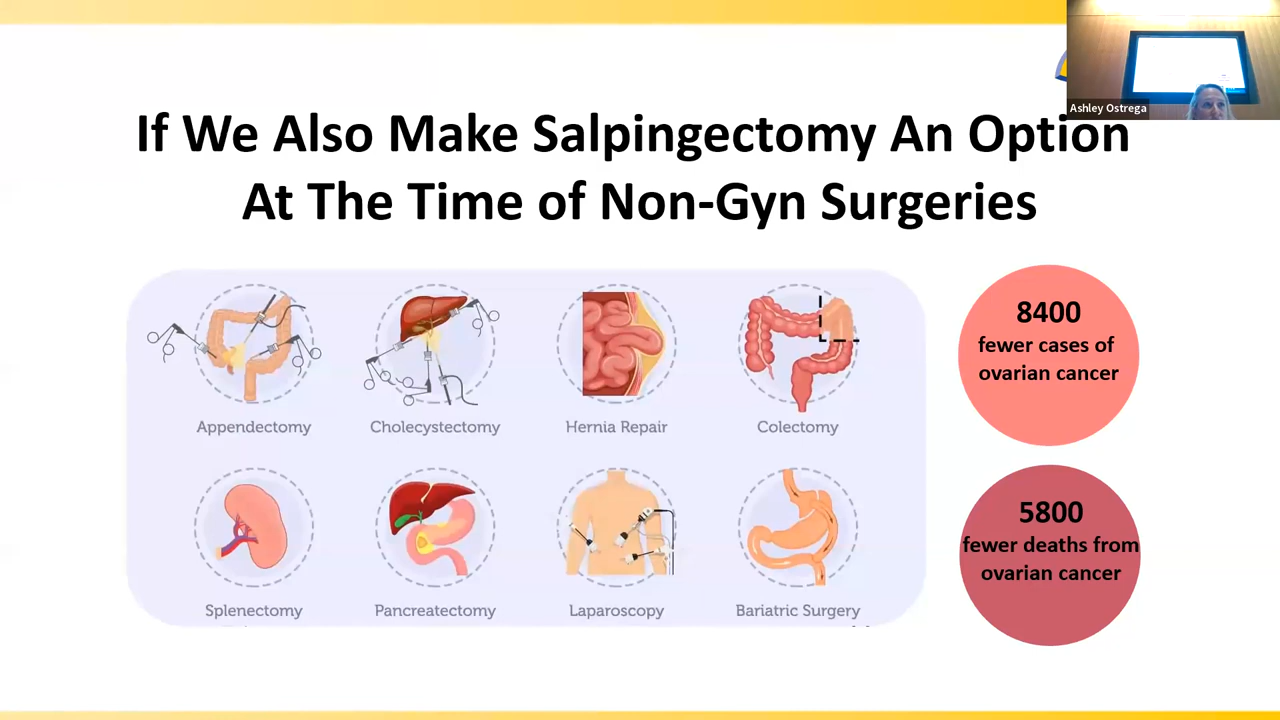 Ashley Ostrega
If We Also Make Salpingectomy An Option
At The Time of Non-Gyn Surgeries
Appendectomy
Cholecystectomy
Hernia Repair
Colectomy
Splenectomy
Pancreatectomy
Laparoscopy
Bariatric Surgery
8400
fewer cases of
ovarian cancer
5800
fewer deaths from
ovarian cancer